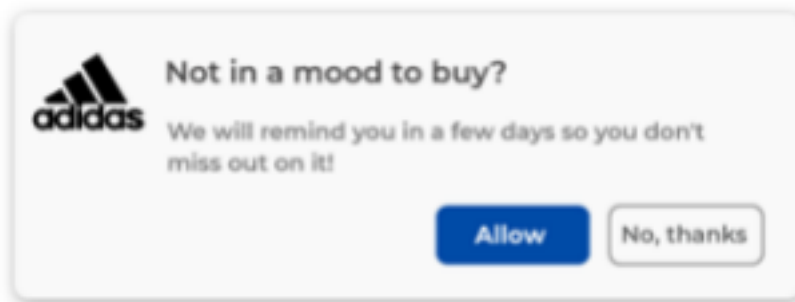 Not in a mood to buy?
adidas
We will remind you in a few days so you don't
miss out on it!
Allow
No, thanks